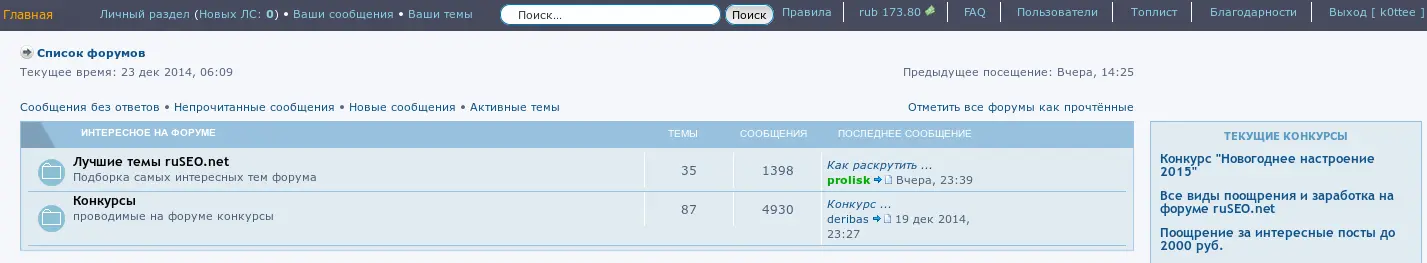 Главная
Личный раздел (Новых ЛС: 0) • Ваши сообщения • Ваши темы
Поиск...
Поиск
Правила
rub 173.80
FAQ
Пользователи
Топлист
Благодарности
Выход [ k0ttee ]
Список форумов
Текущее время: 23 дек 2014, 06:09
Предыдущее посещение: Вчера, 14:25
Сообщения без ответов • Непрочитанные сообщения • Новые сообщения • Активные темы
Отметить все форумы как прочтённые
ИНТЕРЕСНОЕ НА ФОРУМЕ
ТЕМЫ
СООБЩЕНИЯ
ПОСЛЕДНЕЕ СООБЩЕНИЕ
Лучшие темы ruSEO.net
Подборка самых интересных тем форума
35
1398
Как раскрутить ...
prolisk Вчера, 23:39
Конкурсы
проводимые на форуме конкурсы
87
4930
Конкурс ...
deribas 19 дек 2014,
23:27
ТЕКУЩИЕ КОНКУРСЫ
Конкурс "Новогоднее настроение
2015"
Все виды поощрения и заработка на
форуме ruSEO.net
Поощрение за интересные посты до
2000 руб.